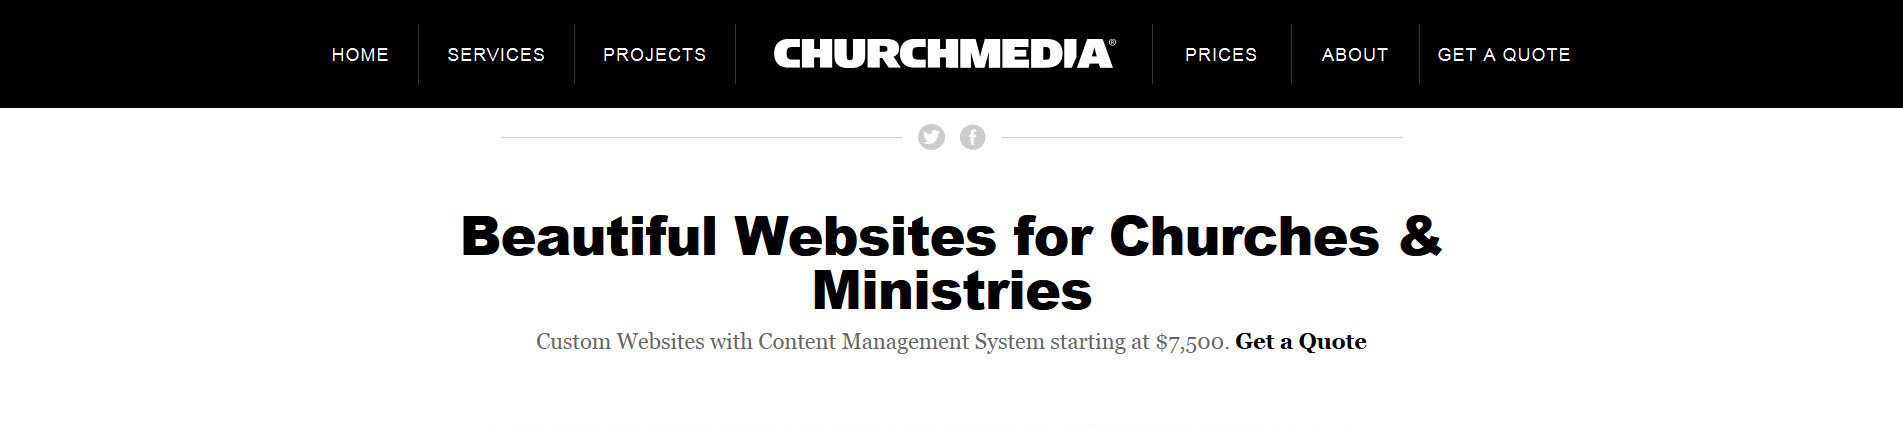 HOME SERVICES PROJECTS CHURCHMEDIA® PRICES ABOUT GET A QUOTE
Beautiful Websites for Churches &
Ministries
Custom Websites with Content Management System starting at $7,500. Get a Quote